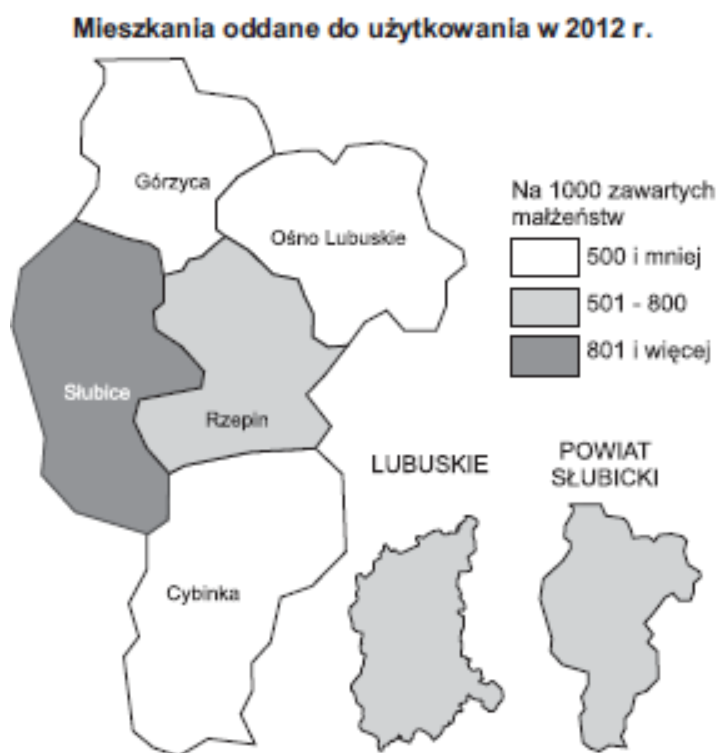 Mieszkania oddane do użytkowania w 2012 r.
Górzyca
Ośno Lubuskie
Słubice
Rzepin
Cybinka
Na 1000 zawartych
małżeństw
500 i mniej
501 - 800
801 i więcej
LUBUSKIE
POWIAT
SŁUBICKI